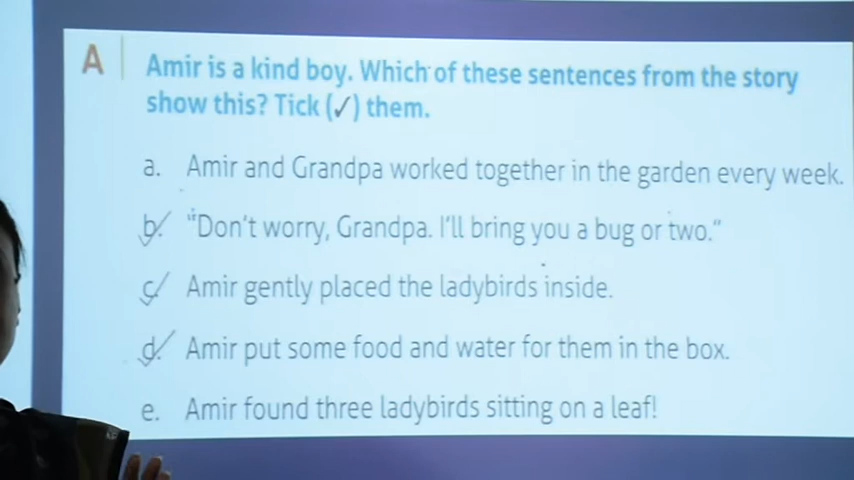 A
Amir is a kind boy. Which of these sentences from the story
show this? Tick (✓) them.
a. Amir and Grandpa worked together in the garden every week.
b. "Don't worry, Grandpa. I'll bring you a bug or two."
c. Amir gently placed the ladybirds inside.
d. Amir put some food and water for them in the box.
e. Amir found three ladybirds sitting on a leaf!